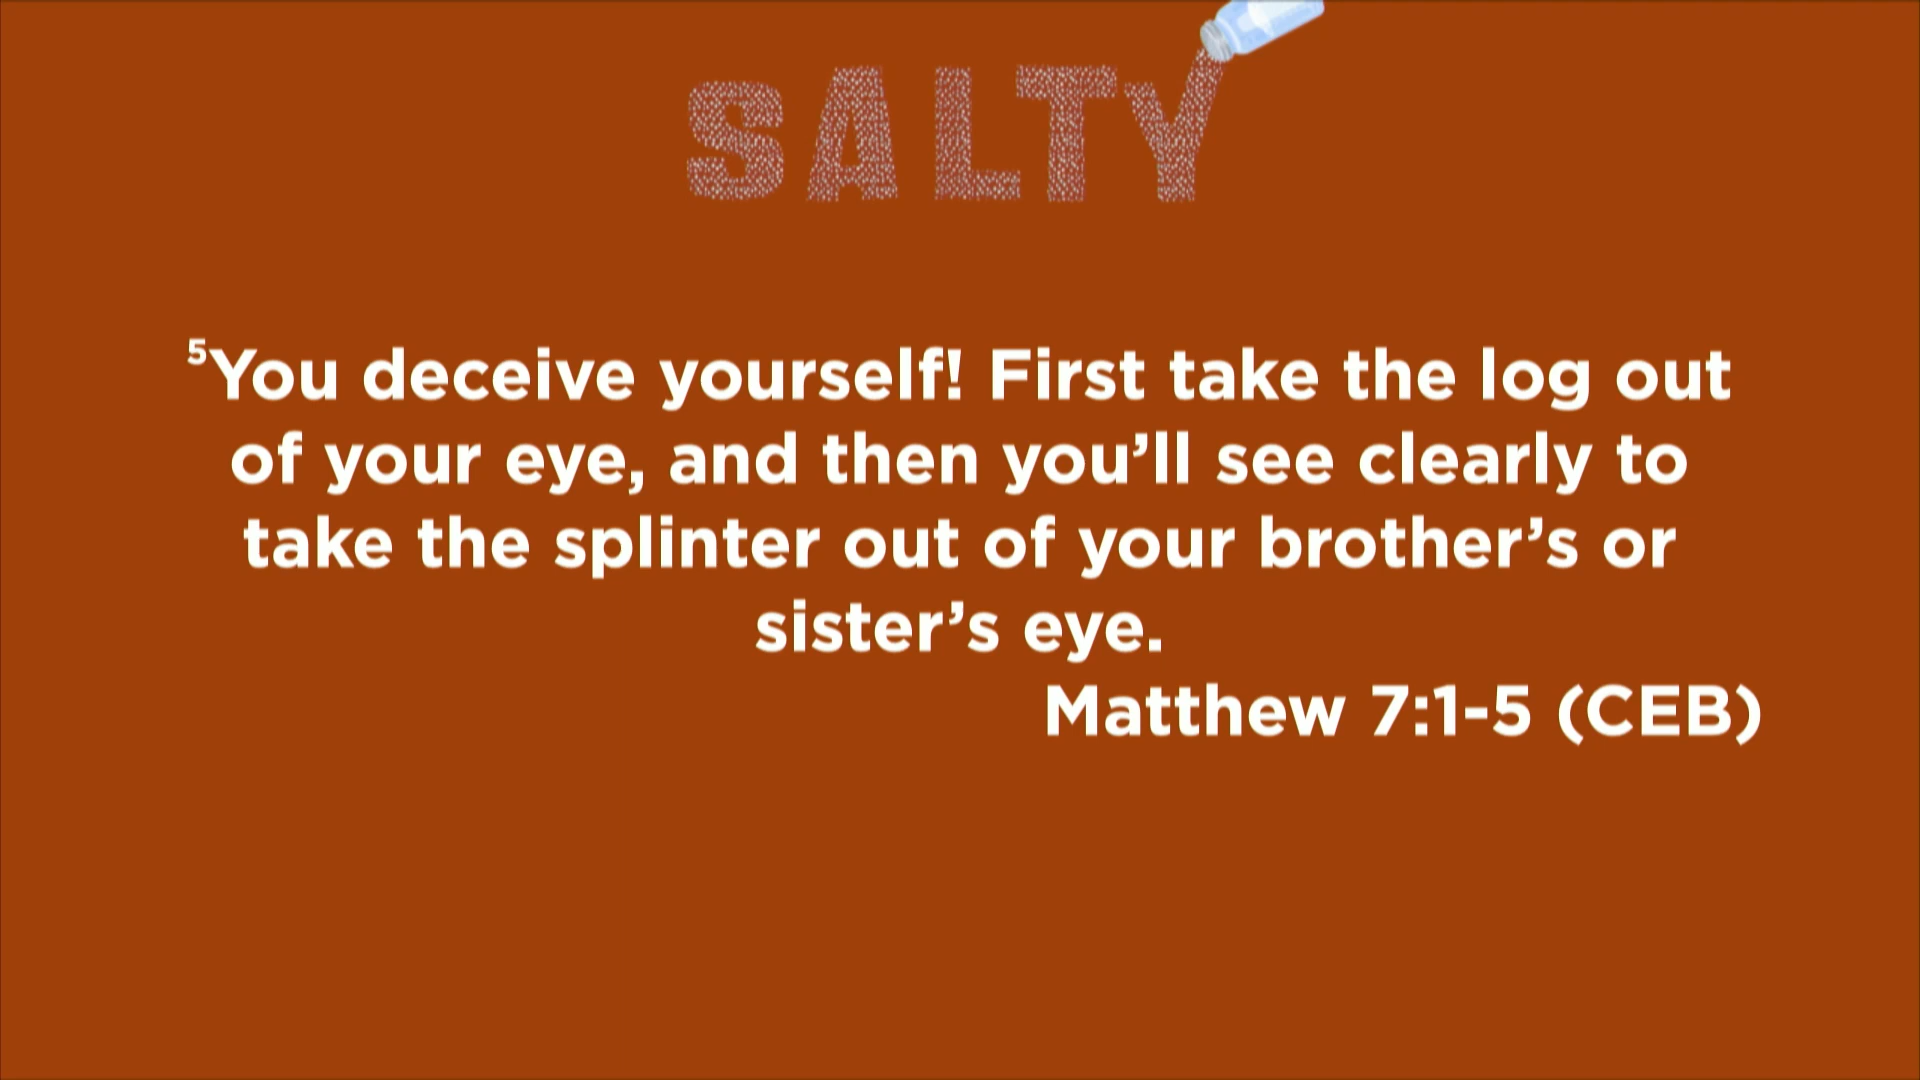 SALTY
⁵You deceive yourself! First take the log out
of your eye, and then you’ll see clearly to
take the splinter out of your brother’s or
sister’s eye.
Matthew 7:1-5 (CEB)